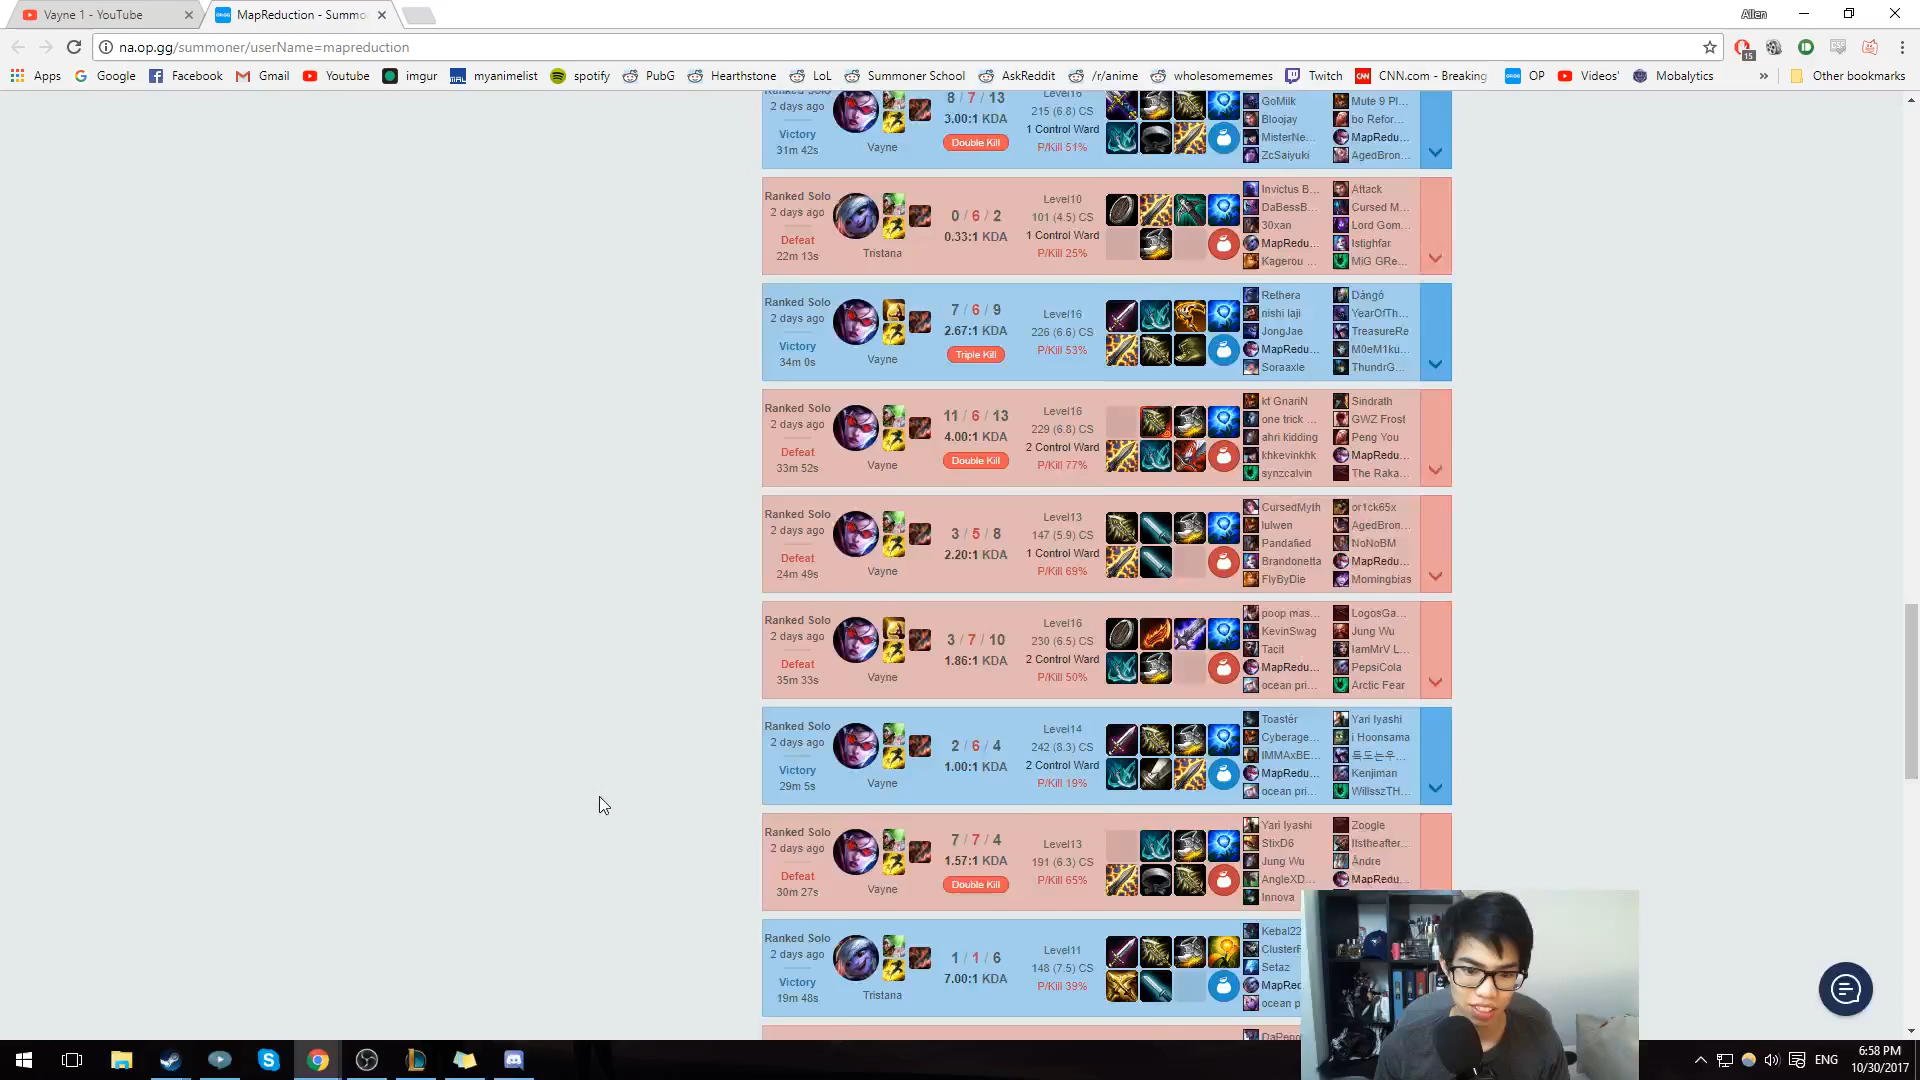 Vayne 1 - YouTube
MapReduction - Summo
Allen
na.op.gg/summoner/userName=mapreduction
15
Apps Google Facebook Gmail Youtube imgur myanimelist spotify PubG Hearthstone LoL Summoner School AskReddit /r/anime wholesomememes Twitch CNN.com - Breaking OP Videos' Mobalytics » Other bookmarks
Ranked Solo
2 days ago
Victory
31m 42s
Vayne
8 / 7 / 13
3.00:1 KDA
Double Kill
Level16
215 (6.8) CS
1 Control Ward
P/Kill 51%
GoMilk
Bloojay
MisterNe...
ZcSaiyuki
Mute 9 Pl...
bo Refor...
MapRedu...
AgedBron...
Ranked Solo
2 days ago
Defeat
22m 13s
Tristana
0 / 6 / 2
0.33:1 KDA
Level10
101 (4.5) CS
1 Control Ward
P/Kill 25%
Invictus B...
DaBessB...
30xan
MapRedu...
Kagerou ...
Attack
Cursed M...
Lord Gom...
Istighfar
MiG GRe...
Ranked Solo
2 days ago
Victory
34m 0s
Vayne
7 / 6 / 9
2.67:1 KDA
Triple Kill
Level16
226 (6.6) CS
P/Kill 53%
Rethera
nishi laji
JongJae
MapRedu...
Soraaxle
Dángó
YearOfTh...
TreasureRe
M0eM1ku...
ThundrG...
Ranked Solo
2 days ago
Defeat
33m 52s
Vayne
11 / 6 / 13
4.00:1 KDA
Double Kill
Level16
229 (6.8) CS
2 Control Ward
P/Kill 77%
kt GnariN
one trick ...
ahri kidding
khkevinkhk
synzcalvin
Sindrath
GWZ Frost
Peng You
MapRedu...
The Raka...
Ranked Solo
2 days ago
Defeat
24m 49s
Vayne
3 / 5 / 8
2.20:1 KDA
Level13
147 (5.9) CS
1 Control Ward
P/Kill 69%
CursedMyth
lulwen
Pandafied
Brandonetta
FlyByDie
or1ck65x
AgedBron...
NoNoBM
MapRedu...
Morningbias
Ranked Solo
2 days ago
Defeat
35m 33s
Vayne
3 / 7 / 10
1.86:1 KDA
Level16
230 (6.5) CS
2 Control Ward
P/Kill 50%
poop mas...
KevinSwag
Tacit
MapRedu...
ocean pri...
LogosGa...
Jung Wu
IamMrV L...
PepsiCola
Arctic Fear
Ranked Solo
2 days ago
Victory
29m 5s
Vayne
2 / 6 / 4
1.00:1 KDA
Level14
242 (8.3) CS
2 Control Ward
P/Kill 19%
Toastér
Cyberage...
IMMAxBE...
MapRedu...
ocean pri...
Yari Iyashi
i Hoonsama
Kenjiman
WillsszTH...
Ranked Solo
2 days ago
Defeat
30m 27s
Vayne
7 / 7 / 4
1.57:1 KDA
Double Kill
Level13
191 (6.3) CS
P/Kill 65%
Yari Iyashi
StixD6
Jung Wu
AngleXD...
Innova
Zoogle
Itstheafter...
Àndre
MapRedu...
Ranked Solo
2 days ago
Victory
19m 48s
Tristana
1 / 1 / 6
7.00:1 KDA
Level11
148 (7.5) CS
P/Kill 39%
Kebal22
ClusterF
Setaz
MapRed
ocean p
ENG
6:58 PM
10/30/2017